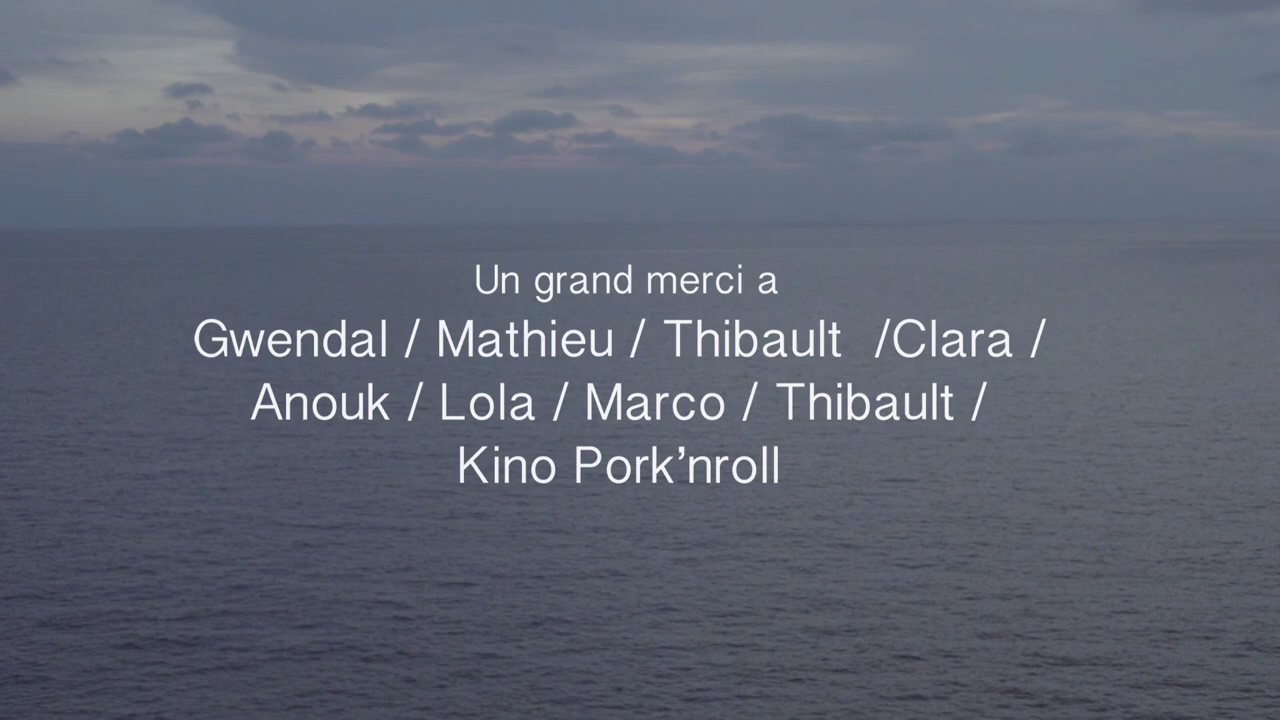 Un grand merci a
Gwendal / Mathieu / Thibault  /Clara /
Anouk / Lola / Marco / Thibault /
Kino Pork’nroll